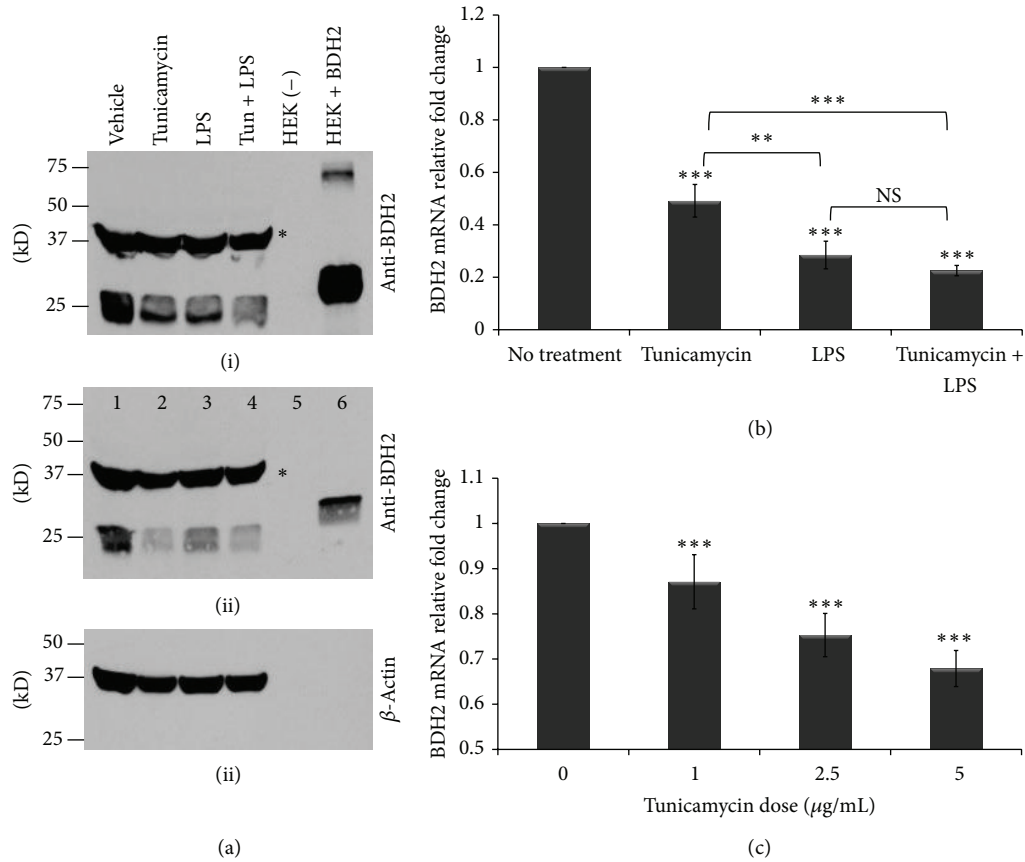 Vehicle
Tunicamycin
LPS
Tun + LPS
HEK (−)
HEK + BDH2
75
50
37
25
(kD)
*
Anti-BDH2
(i)
1 2 3 4 5 6
75
50
37
25
(kD)
*
Anti-BDH2
(ii)
50
37
25
(kD)
β-Actin
(ii)
(a)
BDH2 mRNA relative fold change
1.2
1
0.8
0.6
0.4
0.2
0
***
**
NS
***
***
***
No treatment
Tunicamycin
LPS
Tunicamycin +
LPS
(b)
BDH2 mRNA relative fold change
1.1
1
0.9
0.8
0.7
0.6
0.5
***
***
***
0 1 2.5 5
Tunicamycin dose (μg/mL)
(c)